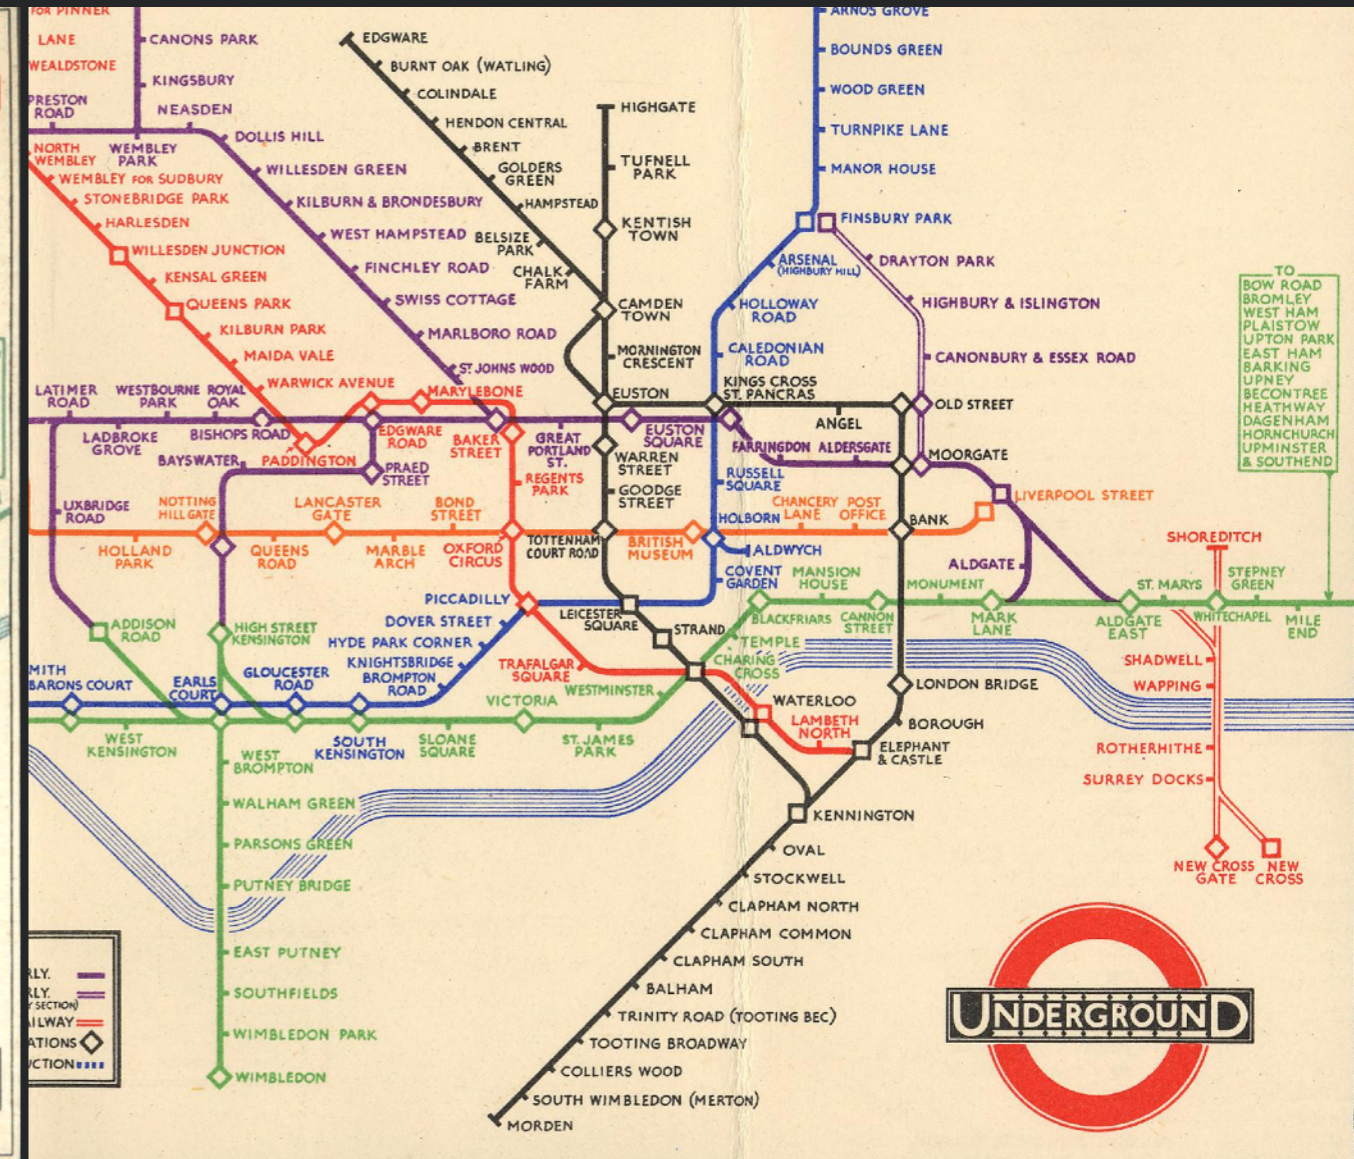 FOR PINNER
LANE
WEALDSTONE
PRESTON
ROAD
NORTH
WEMBLEY
CANONS PARK
KINGSBURY
NEASDEN
WEMBLEY
PARK
DOLLIS HILL
WILLESDEN GREEN
KILBURN & BRONDESBURY
WEST HAMPSTEAD
FINCHLEY ROAD
SWISS COTTAGE
MARLBORO ROAD
ST. JOHNS WOOD
WEMBLEY FOR SUDBURY
STONEBRIDGE PARK
HARLESDEN
WILLESDEN JUNCTION
KENSAL GREEN
QUEENS PARK
KILBURN PARK
MAIDA VALE
WARWICK AVENUE
MARYLEBONE
EDGWARE
BURNT OAK (WATLING)
COLINDALE
HENDON CENTRAL
BRENT
GOLDERS
GREEN
HAMPSTEAD
BELSIZE
PARK
CHALK
FARM
HIGHGATE
TUFNELL
PARK
KENTISH
TOWN
CAMDEN
TOWN
MORNINGTON
CRESCENT
EUSTON
ARNOS GROVE
BOUNDS GREEN
WOOD GREEN
TURNPIKE LANE
MANOR HOUSE
FINSBURY PARK
ARSENAL
(HIGHBURY HILL)
HOLLOWAY
ROAD
CALEDONIAN
ROAD
KINGS CROSS
ST. PANCRAS
DRAYTON PARK
HIGHBURY & ISLINGTON
CANONBURY & ESSEX ROAD
OLD STREET
ANGEL
MOORGATE
TO
BOW ROAD
BROMLEY
WEST HAM
PLAISTOW
UPTON PARK
EAST HAM
BARKING
UPNEY
BECONTREE
HEATHWAY
DAGENHAM
HORNCHURCH
UPMINSTER
& SOUTHEND
LATIMER
ROAD
WESTBOURNE
PARK
ROYAL
OAK
LADBROKE
GROVE
BISHOPS ROAD
BAYSWATER
PADDINGTON
EDGWARE
ROAD
PRAED
STREET
BAKER
STREET
GREAT
PORTLAND
ST.
EUSTON
SQUARE
FARRINGDON
ALDERSGATE
REGENTS
PARK
WARREN
STREET
GOODGE
STREET
RUSSELL
SQUARE
UXBRIDGE
ROAD
NOTTING
HILL GATE
LANCASTER
GATE
BOND
STREET
HOLLAND
PARK
QUEENS
ROAD
MARBLE
ARCH
OXFORD
CIRCUS
TOTTENHAM
COURT ROAD
BRITISH
MUSEUM
HOLBORN
CHANCERY
LANE
POST
OFFICE
BANK
LIVERPOOL STREET
ALDWYCH
COVENT
GARDEN
ALDGATE
SHOREDITCH
MANSION
HOUSE
MONUMENT
ST. MARYS
STEPNEY
GREEN
BLACKFRIARS
CANNON
STREET
MARK
LANE
ALDGATE
EAST
WHITECHAPEL
MILE
END
PICCADILLY
DOVER STREET
HYDE PARK CORNER
KNIGHTSBRIDGE
BROMPTON
ROAD
LEICESTER
SQUARE
STRAND
TEMPLE
CHARING
CROSS
TRAFALGAR
SQUARE
WESTMINSTER
ADDISON
ROAD
HIGH STREET
KENSINGTON
MITH
BARONS COURT
EARLS
COURT
GLOUCESTER
ROAD
VICTORIA
WEST
KENSINGTON
SOUTH
KENSINGTON
SLOANE
SQUARE
ST. JAMES
PARK
WATERLOO
LAMBETH
NORTH
LONDON BRIDGE
BOROUGH
ELEPHANT
& CASTLE
KENNINGTON
SHADWELL
WAPPING
ROTHERHITHE
SURREY DOCKS
NEW CROSS
GATE
NEW
CROSS
WEST
BROMPTON
WALHAM GREEN
PARSONS GREEN
PUTNEY BRIDGE
EAST PUTNEY
SOUTHFIELDS
WIMBLEDON PARK
WIMBLEDON
OVAL
STOCKWELL
CLAPHAM NORTH
CLAPHAM COMMON
CLAPHAM SOUTH
BALHAM
TRINITY ROAD (TOOTING BEC)
TOOTING BROADWAY
COLLIERS WOOD
SOUTH WIMBLEDON (MERTON)
MORDEN
RLY.
RLY.
Y SECTION)
AILWAY
ATIONS
UCTION
UNDERGROUND